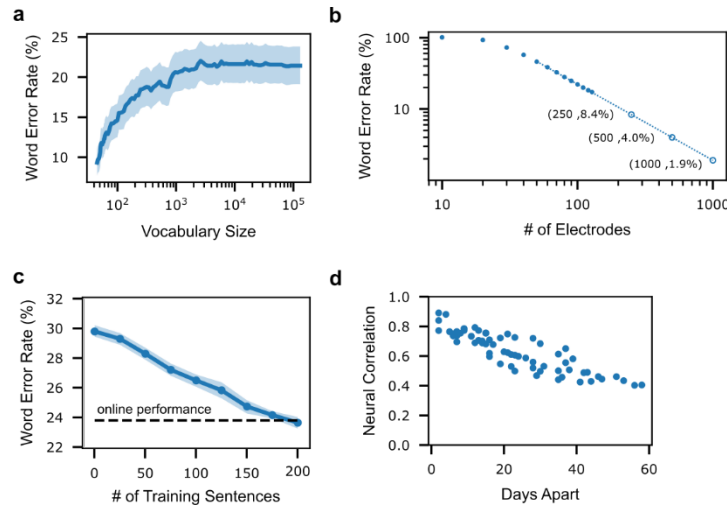 a
Word Error Rate (%)
25
20
15
10
10²
10³
10⁴
10⁵
Vocabulary Size
b
Word Error Rate (%)
100
10
(250 ,8.4%)
(500 ,4.0%)
(1000 ,1.9%)
10
100
1000
# of Electrodes
c
Word Error Rate (%)
32
30
28
26
24
22
online performance
0
50
100
150
200
# of Training Sentences
d
Neural Correlation
1.0
0.8
0.6
0.4
0.2
0.0
0
20
40
60
Days Apart